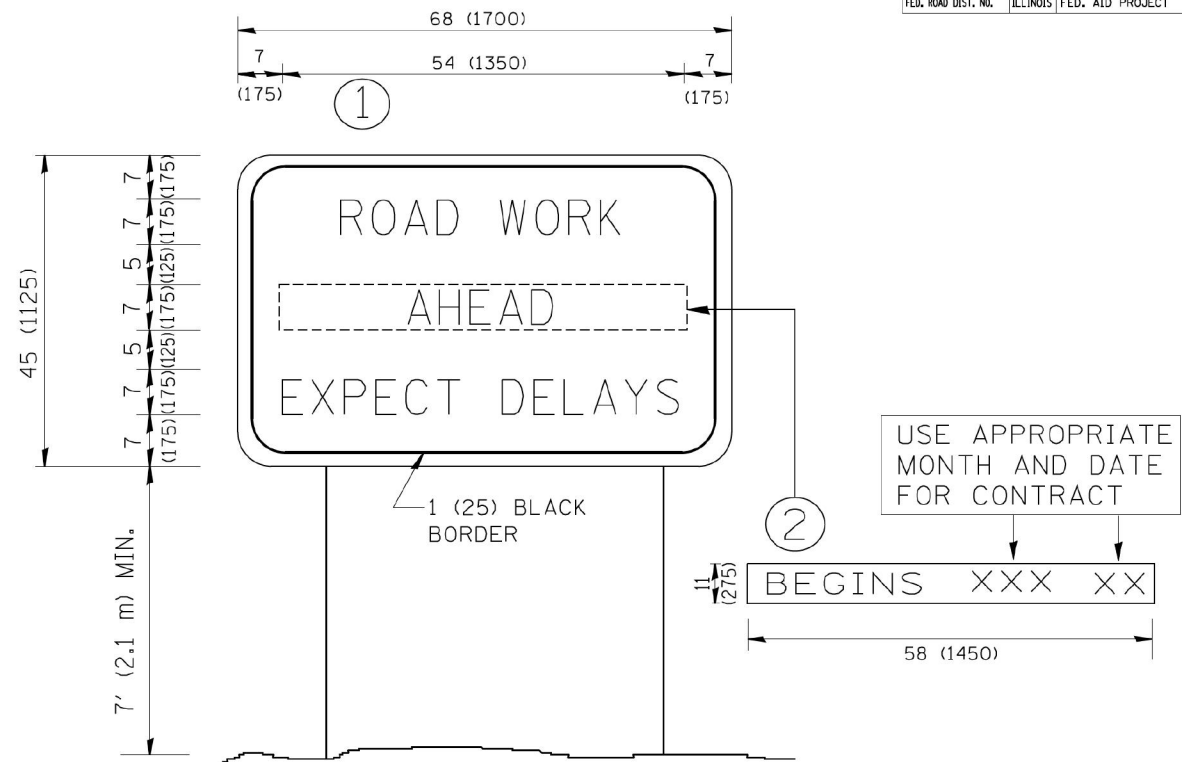 FED. ROAD DIST. NO. ILLINOIS FED. AID PROJECT
68 (1700)
7 54 (1350) 7
(175) (175)
1
7 (175)
ROAD WORK
7 (175)
5 (125)
AHEAD
7 (175)
5 (125)
EXPECT DELAYS
7 (175)
7 (175)
45 (1125)
1 (25) BLACK
BORDER
7' (2.1 m) MIN.
2
USE APPROPRIATE
MONTH AND DATE
FOR CONTRACT
11 (275)
BEGINS XXX XX
58 (1450)